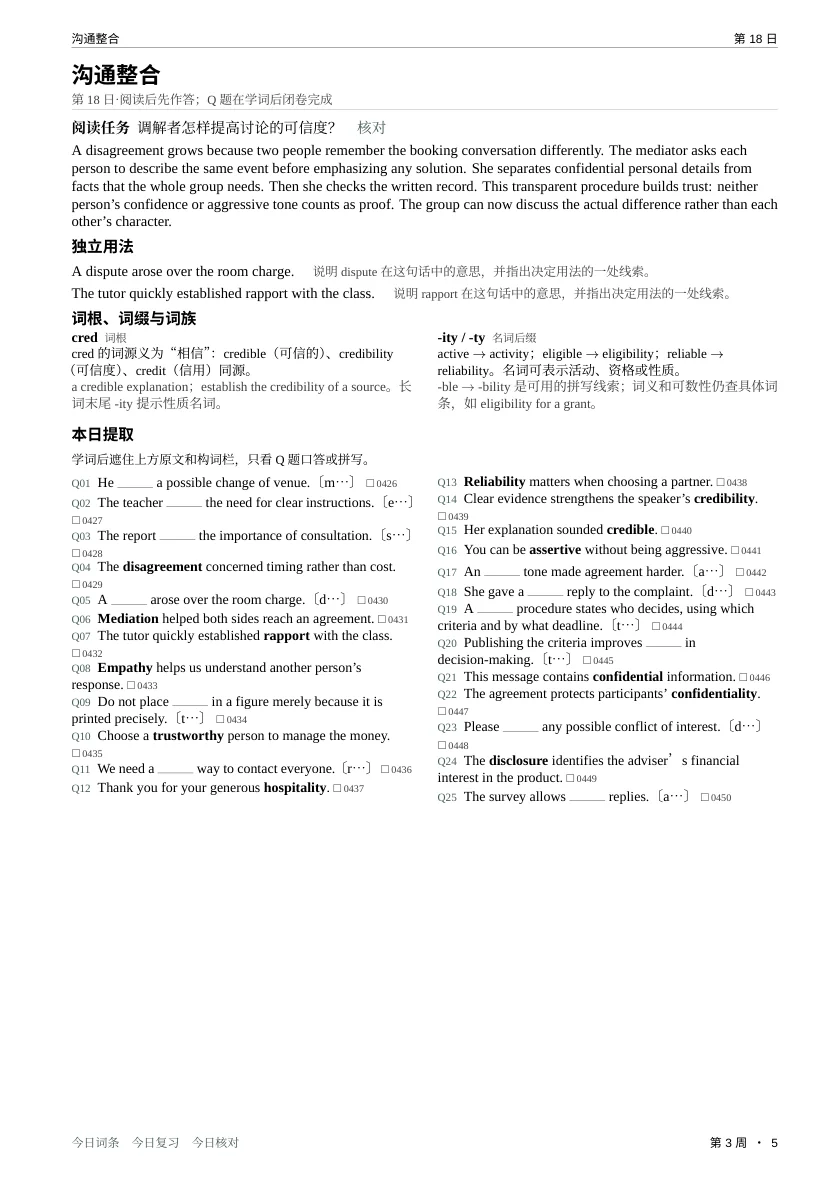 沟通整合 第 18 日
沟通整合
第 18 日·阅读后先作答；Q 题在学词后闭卷完成
阅读任务 调解者怎样提高讨论的可信度？ 核对
A disagreement grows because two people remember the booking conversation differently. The mediator asks each
person to describe the same event before emphasizing any solution. She separates confidential personal details from
facts that the whole group needs. Then she checks the written record. This transparent procedure builds trust: neither
person’s confidence or aggressive tone counts as proof. The group can now discuss the actual difference rather than each
other’s character.
独立用法
A dispute arose over the room charge. 说明 dispute 在这句话中的意思，并指出决定用法的一处线索。
The tutor quickly established rapport with the class. 说明 rapport 在这句话中的意思，并指出决定用法的一处线索。
词根、词缀与词族
cred 词根
cred 的词源义为“相信”：credible（可信的）、credibility
（可信度）、credit（信用）同源。
a credible explanation；establish the credibility of a source。长
词末尾 -ity 提示性质名词。
-ity / -ty 名词后缀
active → activity；eligible → eligibility；reliable →
reliability。名词可表示活动、资格或性质。
-ble → -bility 是可用的拼写线索；词义和可数性仍查具体词
条，如 eligibility for a grant。
本日提取
学词后遮住上方原文和构词栏，只看 Q 题口答或拼写。
Q01 He _____ a possible change of venue.〔m···〕 □ 0426
Q02 The teacher _____ the need for clear instructions.〔e···〕
□ 0427
Q03 The report _____ the importance of consultation.〔s···〕
□ 0428
Q04 The disagreement concerned timing rather than cost.
□ 0429
Q05 A _____ arose over the room charge.〔d···〕 □ 0430
Q06 Mediation helped both sides reach an agreement. □ 0431
Q07 The tutor quickly established rapport with the class.
□ 0432
Q08 Empathy helps us understand another person’s
response. □ 0433
Q09 Do not place _____ in a figure merely because it is
printed precisely.〔t···〕 □ 0434
Q10 Choose a trustworthy person to manage the money.
□ 0435
Q11 We need a _____ way to contact everyone.〔r···〕 □ 0436
Q12 Thank you for your generous hospitality. □ 0437
Q13 Reliability matters when choosing a partner. □ 0438
Q14 Clear evidence strengthens the speaker’s credibility.
□ 0439
Q15 Her explanation sounded credible. □ 0440
Q16 You can be assertive without being aggressive. □ 0441
Q17 An _____ tone made agreement harder.〔a···〕 □ 0442
Q18 She gave a _____ reply to the complaint.〔d···〕 □ 0443
Q19 A _____ procedure states who decides, using which
criteria and by what deadline.〔t···〕 □ 0444
Q20 Publishing the criteria improves _____ in
decision-making.〔t···〕 □ 0445
Q21 This message contains confidential information. □ 0446
Q22 The agreement protects participants’ confidentiality.
□ 0447
Q23 Please _____ any possible conflict of interest.〔d···〕
□ 0448
Q24 The disclosure identifies the adviser’s financial
interest in the product. □ 0449
Q25 The survey allows _____ replies.〔a···〕 □ 0450
今日词条 今日复习 今日核对 第 3 周 · 5